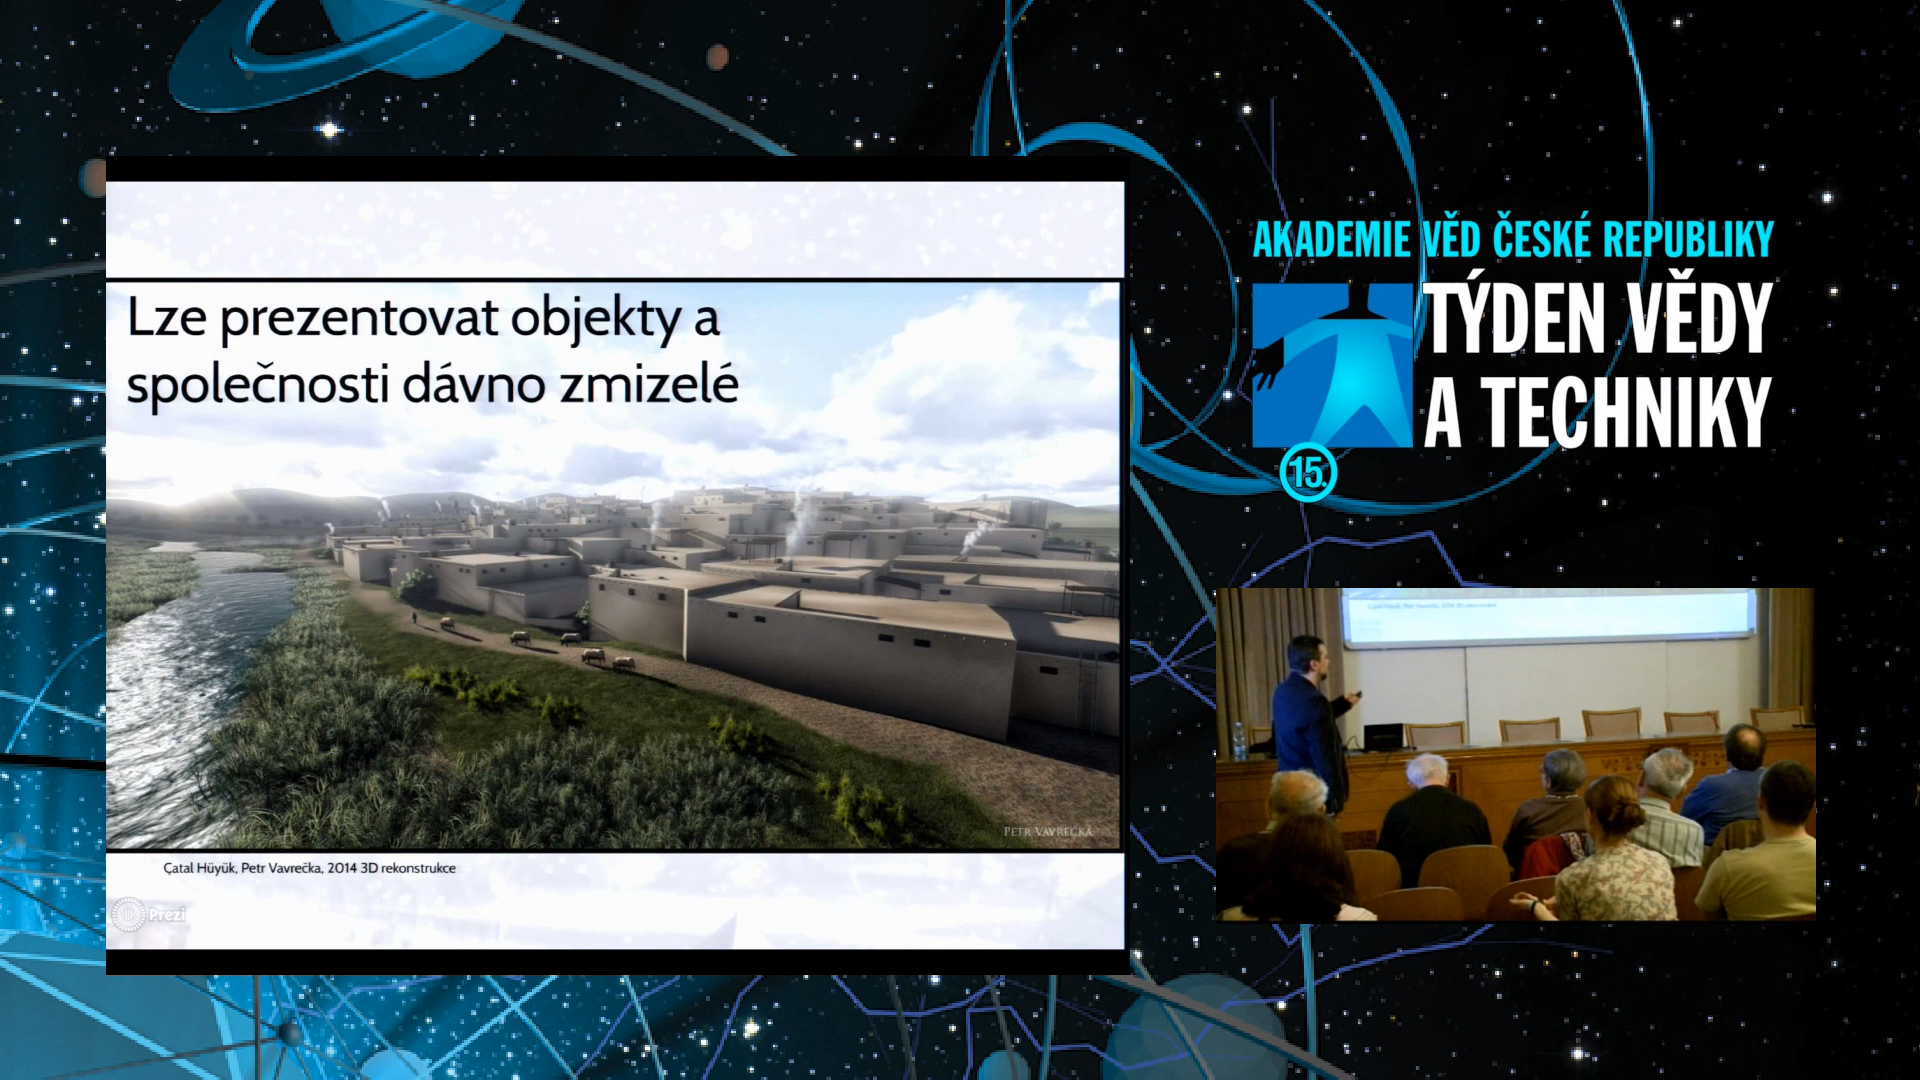 Lze prezentovat objekty a
společnosti dávno zmizelé
PETR VAVREČKA
Çatal Hüyük, Petr Vavrečka, 2014 3D rekonstrukce
Prezi
AKADEMIE VĚD ČESKÉ REPUBLIKY
TÝDEN VĚDY
A TECHNIKY
15.